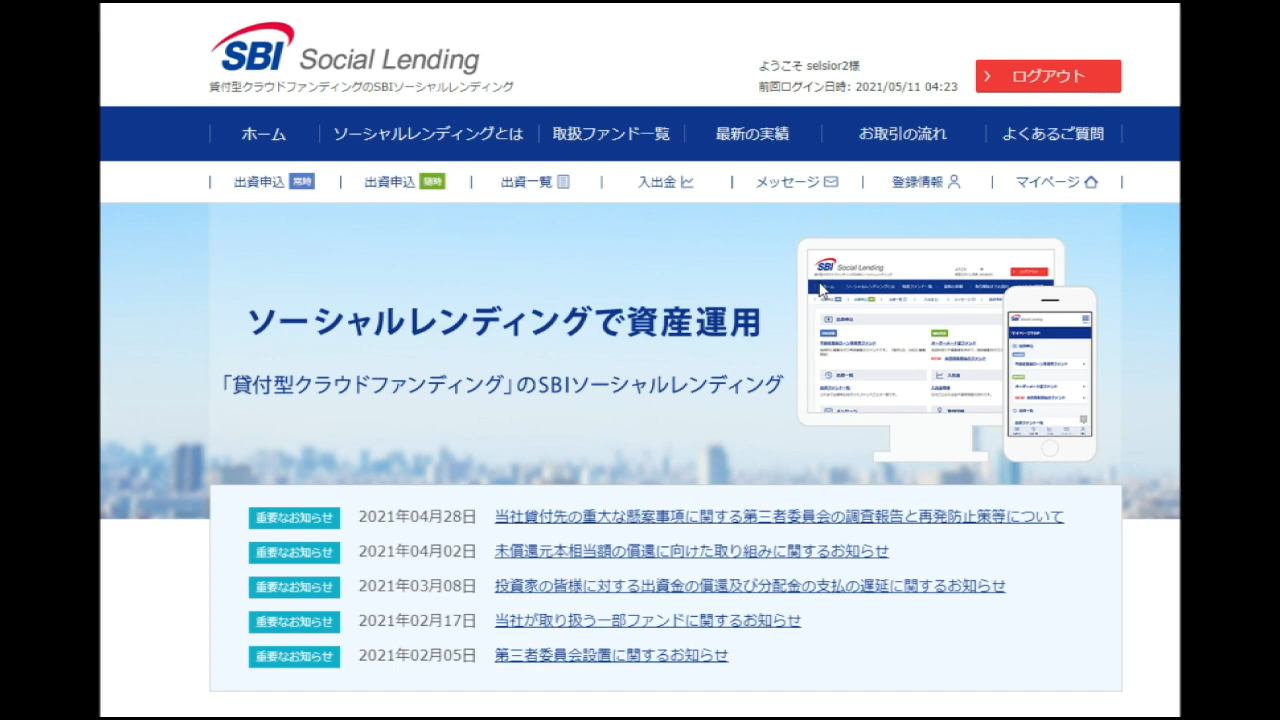 SBI Social Lending
貸付型クラウドファンディングのSBIソーシャルレンディング
ようこそ selsior2様
前回ログイン日時: 2021/05/11 04:23
ログアウト
ホーム ソーシャルレンディングとは 取扱ファンド一覧 最新の実績 お取引の流れ よくあるご質問
出資申込 常時 出資申込 随時 出資一覧 入出金 メッセージ 登録情報 マイページ
ソーシャルレンディングで資産運用
「貸付型クラウドファンディング」のSBIソーシャルレンディング
SBI Social Lending
重要なお知らせ 2021年04月28日 当社貸付先の重大な懸案事項に関する第三者委員会の調査報告と再発防止策等について
重要なお知らせ 2021年04月02日 未償還元本相当額の償還に向けた取り組みに関するお知らせ
重要なお知らせ 2021年03月08日 投資家の皆様に対する出資金の償還及び分配金の支払の遅延に関するお知らせ
重要なお知らせ 2021年02月17日 当社が取り扱う一部ファンドに関するお知らせ
重要なお知らせ 2021年02月05日 第三者委員会設置に関するお知らせ